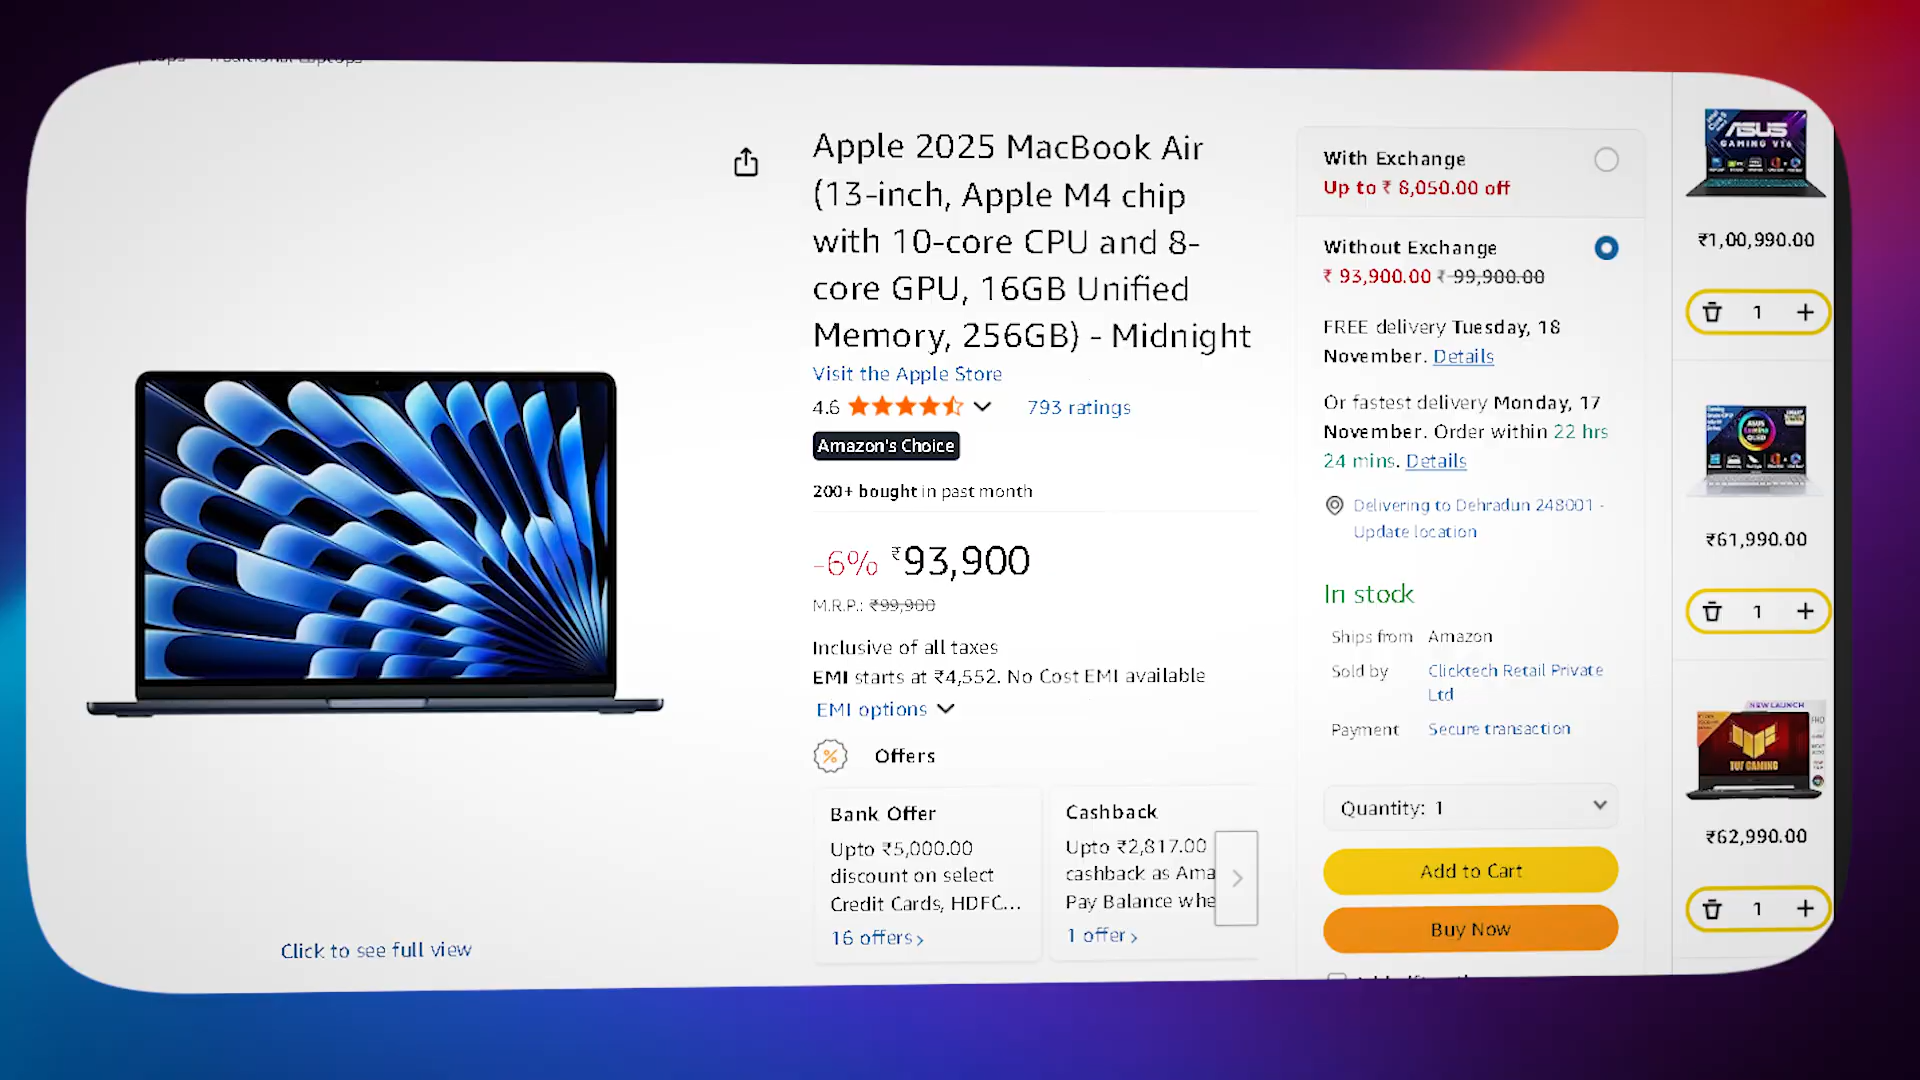 Apple 2025 MacBook Air
(13-inch, Apple M4 chip
with 10-core CPU and 8-
core GPU, 16GB Unified
Memory, 256GB) - Midnight
Visit the Apple Store
4.6
793 ratings
Amazon's Choice
200+ bought in past month
-6% ₹93,900
M.R.P.: ₹99,900
Inclusive of all taxes
EMI starts at ₹4,552. No Cost EMI available
EMI options
Offers
Bank Offer
Upto ₹5,000.00
discount on select
Credit Cards, HDFC...
16 offers
Cashback
Upto ₹2,817.00
cashback as Ama
Pay Balance whe
1 offer
Click to see full view
With Exchange
Up to ₹ 8,050.00 off
Without Exchange
₹ 93,900.00 ₹ 99,900.00
FREE delivery Tuesday, 18
November. Details
Or fastest delivery Monday, 17
November. Order within 22 hrs
24 mins. Details
Delivering to Dehradun 248001 -
Update location
In stock
Ships from Amazon
Sold by Clicktech Retail Private
Ltd
Payment Secure transaction
Quantity: 1
Add to Cart
Buy Now
ASUS
GAMING V16
₹1,00,990.00
1
ASUS
₹61,990.00
1
NEW LAUNCH
TUF GAMING
₹62,990.00
1